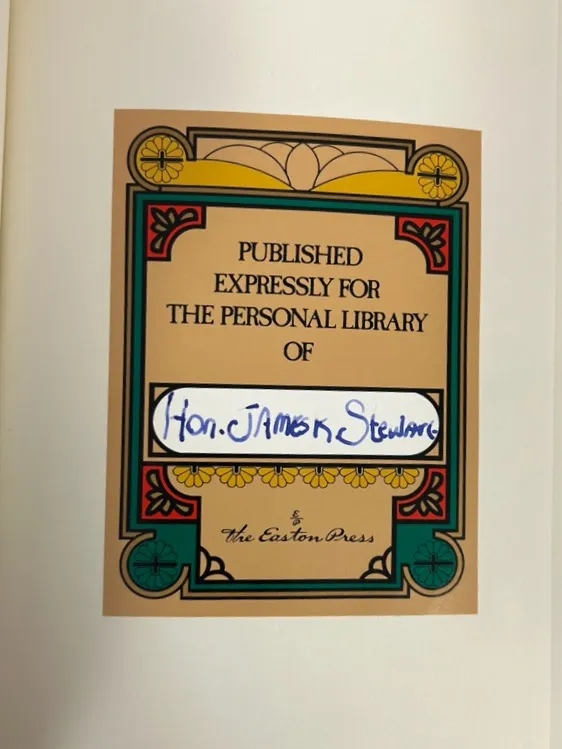 PUBLISHED
EXPRESSLY FOR
THE PERSONAL LIBRARY
OF
Hon. JAMES K Stewart
E/P
the Easton Press